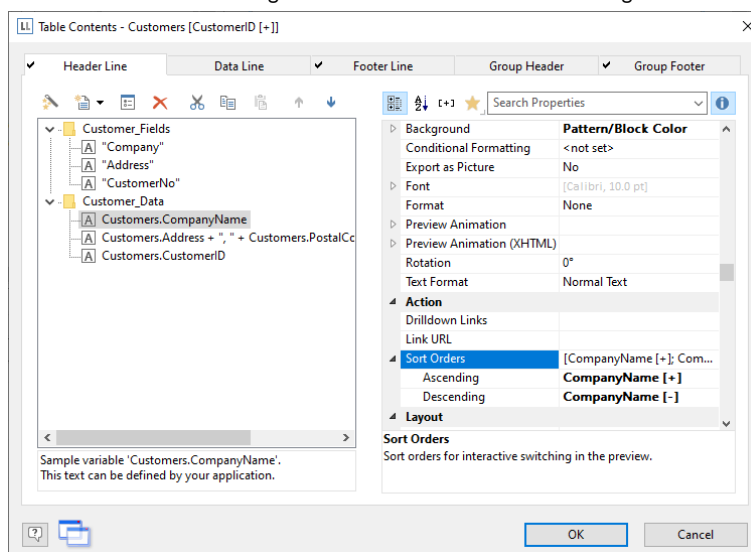 Table Contents - Customers [CustomerID [+]]
Header Line
Data Line
Footer Line
Group Header
Group Footer
Search Properties
Customer_Fields
"Company"
"Address"
"CustomerNo"
Customer_Data
Customers.CompanyName
Customers.Address + ", " + Customers.PostalCo
Customers.CustomerID
Background Pattern/Block Color
Conditional Formatting <not set>
Export as Picture No
Font [Calibri, 10.0 pt]
Format None
Preview Animation
Preview Animation (XHTML)
Rotation 0°
Text Format Normal Text
Action
Drilldown Links
Link URL
Sort Orders [CompanyName [+]; Com...
Ascending CompanyName [+]
Descending CompanyName [-]
Layout
Sample variable 'Customers.CompanyName'.
This text can be defined by your application.
Sort Orders
Sort orders for interactive switching in the preview.
OK
Cancel